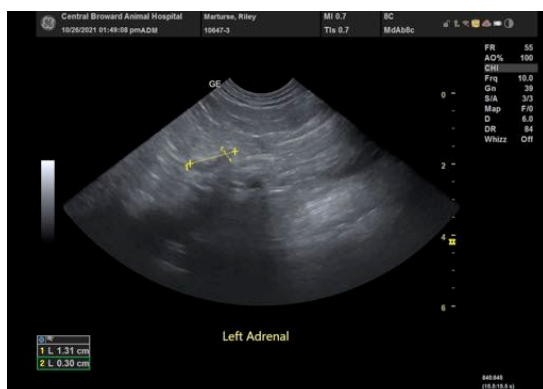 Central Broward Animal Hospital
10/26/2021 01:49:08 pm ADM
Marturse, Riley
10647-3
MI 0.7
TIs 0.7
8C
MdAb8c
FR 55
AO% 100
CHI
Frq 10.0
Gn 39
S/A 3/3
Map F/0
D 6.0
DR 84
Whizz Off
GE
0
2
4
6
1 L 1.31 cm
2 L 0.30 cm
Left Adrenal